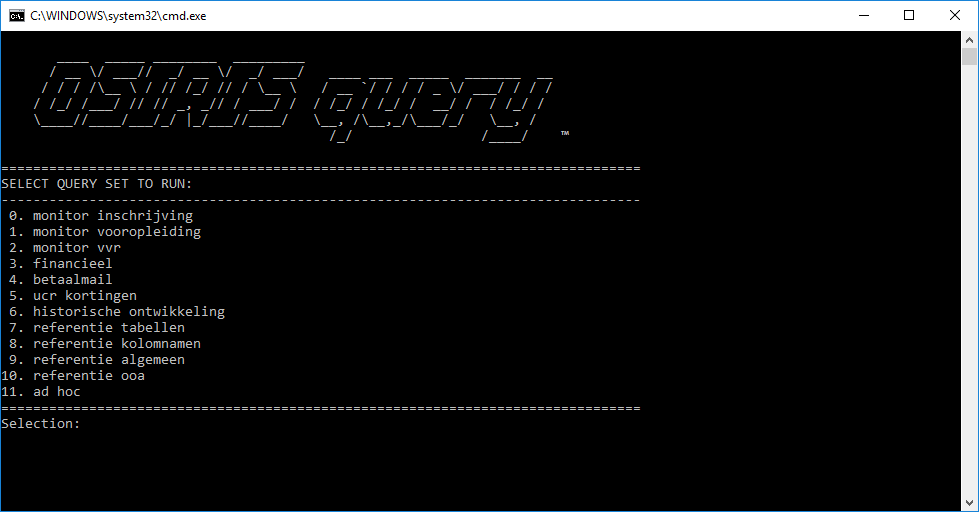 C:\WINDOWS\system32\cmd.exe
OSIRIS query ™
================================================================================
SELECT QUERY SET TO RUN:
--------------------------------------------------------------------------------
0. monitor inschrijving
1. monitor vooropleiding
2. monitor vvr
3. financieel
4. betaalmail
5. ucr kortingen
6. historische ontwikkeling
7. referentie tabellen
8. referentie kolomnamen
9. referentie algemeen
10. referentie ooa
11. ad hoc
================================================================================
Selection: